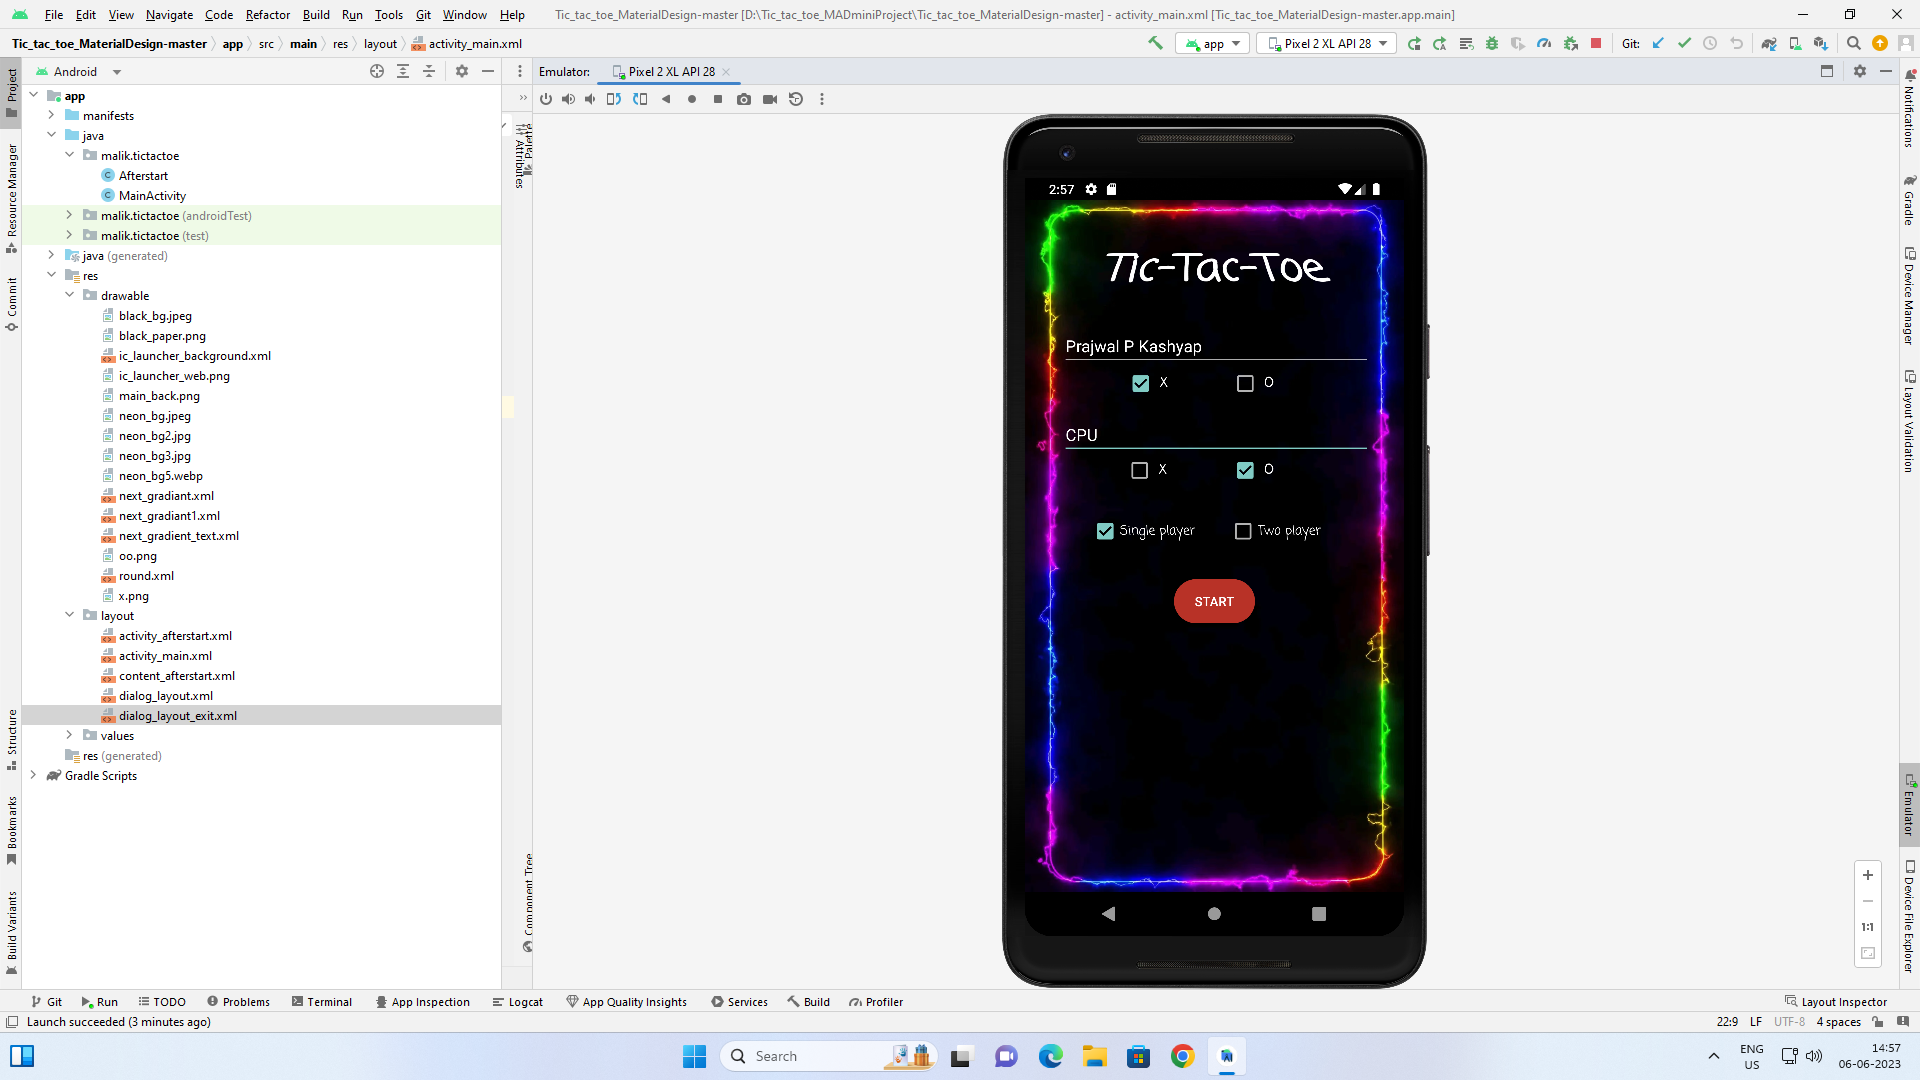 File Edit View Navigate Code Refactor Build Run Tools Git Window Help Tic_tac_toe_MaterialDesign-master [D:\Tic_tac_toe_MADminiProject\Tic_tac_toe_MaterialDesign-master] - activity_main.xml [Tic_tac_toe_MaterialDesign-master.app.main]
Tic_tac_toe_MaterialDesign-master app src main res layout activity_main.xml app Pixel 2 XL API 28 Git:
Project
Resource Manager
Commit
Structure
Bookmarks
Build Variants
Android
app
manifests
java
malik.tictactoe
Afterstart
MainActivity
malik.tictactoe (androidTest)
malik.tictactoe (test)
java (generated)
res
drawable
black_bg.jpeg
black_paper.png
ic_launcher_background.xml
ic_launcher_web.png
main_back.png
neon_bg.jpeg
neon_bg2.jpg
neon_bg3.jpg
neon_bg5.webp
next_gradiant.xml
next_gradiant1.xml
next_gradient_text.xml
oo.png
round.xml
x.png
layout
activity_afterstart.xml
activity_main.xml
content_afterstart.xml
dialog_layout.xml
dialog_layout_exit.xml
values
res (generated)
Gradle Scripts
Palette
Attributes
Component Tree
Emulator: Pixel 2 XL API 28
2:57
Tic-Tac-Toe
Prajwal P Kashyap
X O
CPU
X O
Single player Two player
START
1:1
Notifications
Gradle
Device Manager
Layout Validation
Emulator
Device File Explorer
Git Run TODO Problems Terminal App Inspection Logcat App Quality Insights Services Build Profiler Layout Inspector
Launch succeeded (3 minutes ago) 22:9 LF UTF-8 4 spaces
Search
ENG
US
14:57
06-06-2023